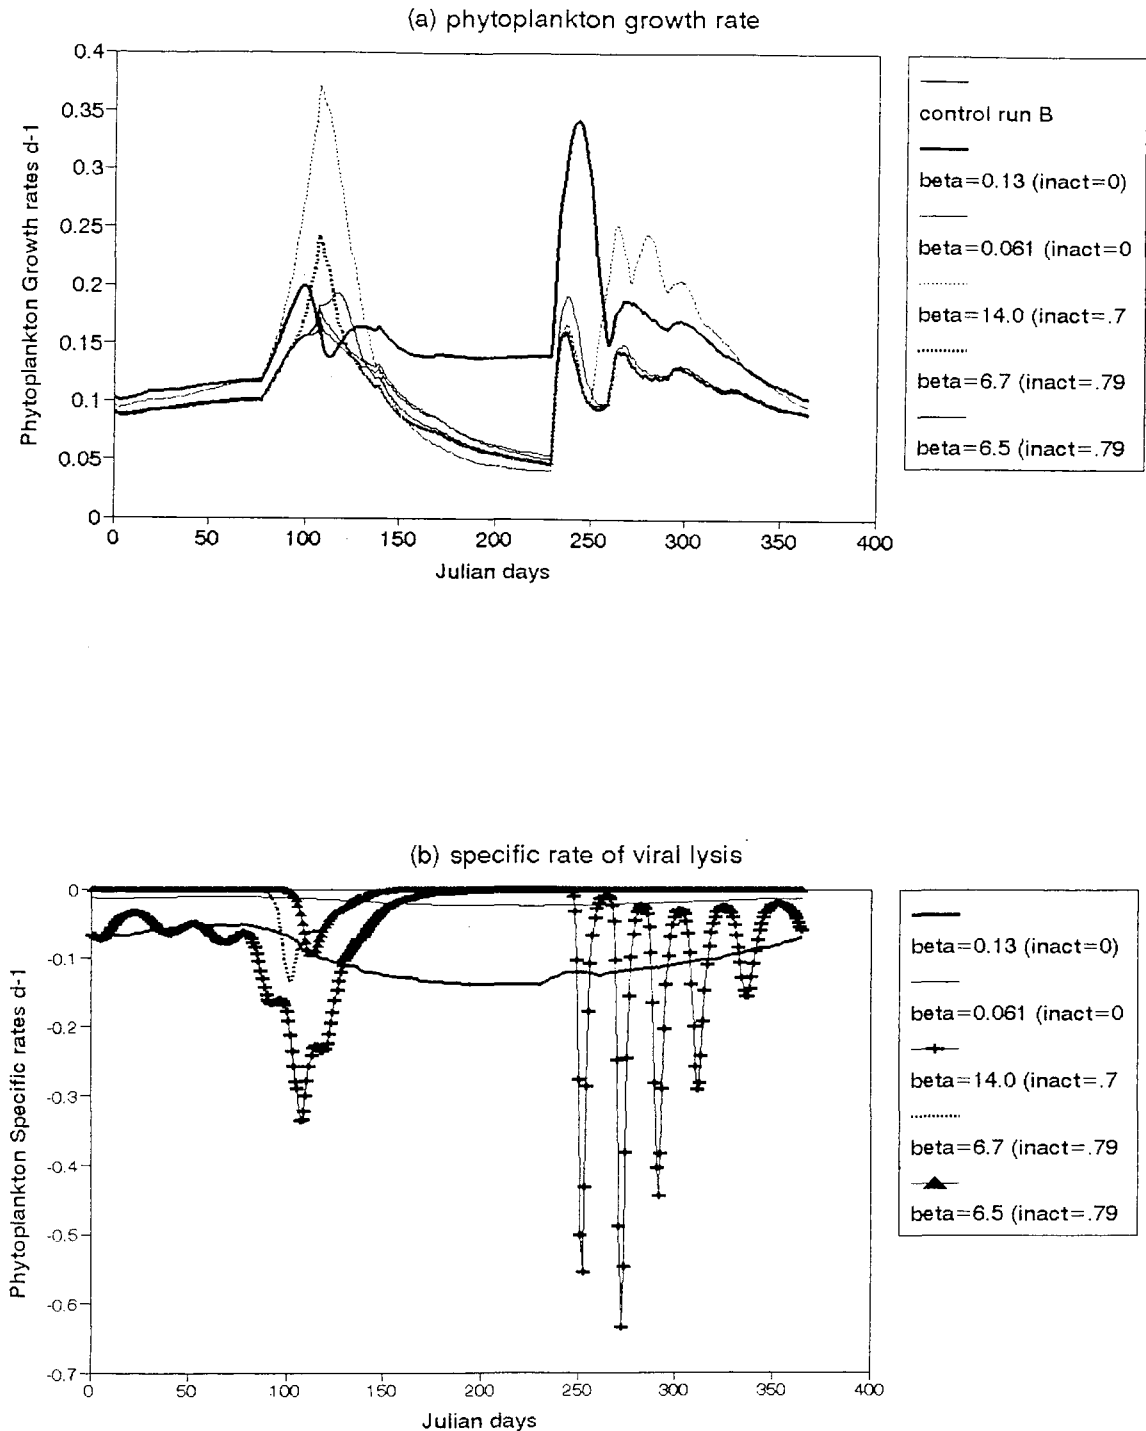 (a) phytoplankton growth rate
0.4
0.35
0.3
0.25
0.2
0.15
0.1
0.05
0
Phytoplankton Growth rates d-1
0 50 100 150 200 250 300 350 400
Julian days
control run B
beta=0.13 (inact=0)
beta=0.061 (inact=0
beta=14.0 (inact=.7
beta=6.7 (inact=.79
beta=6.5 (inact=.79
(b) specific rate of viral lysis
0
-0.1
-0.2
-0.3
-0.4
-0.5
-0.6
-0.7
Phytoplankton Specific rates d-1
0 50 100 150 200 250 300 350 400
Julian days
beta=0.13 (inact=0)
beta=0.061 (inact=0
beta=14.0 (inact=.7
beta=6.7 (inact=.79
beta=6.5 (inact=.79